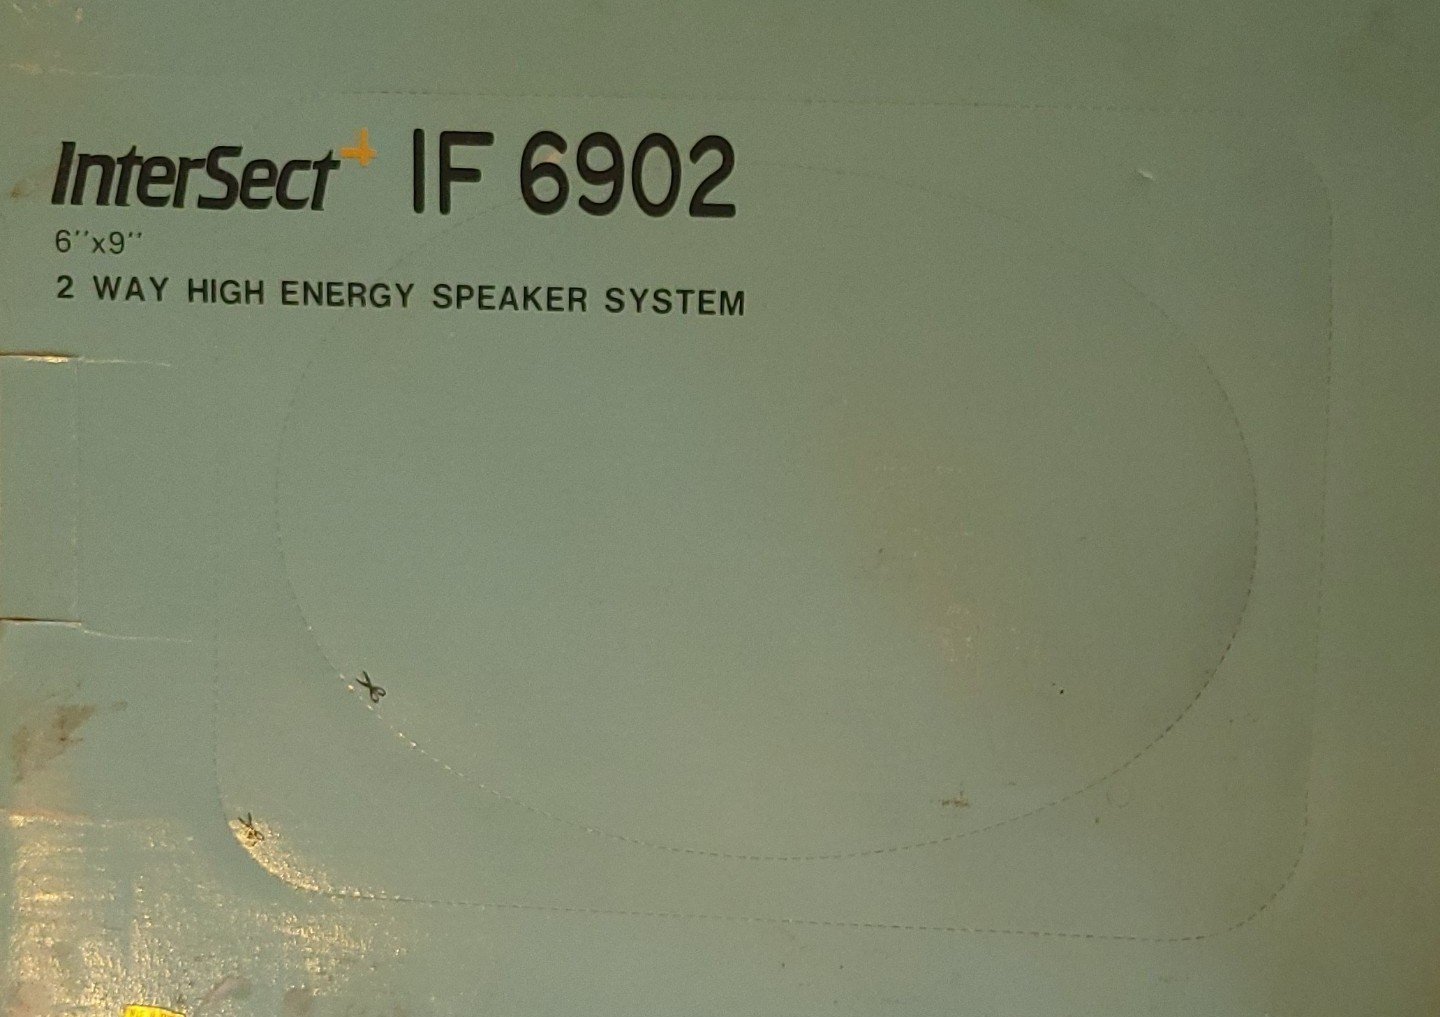 InterSect+ IF 6902
6"x9"
2 WAY HIGH ENERGY SPEAKER SYSTEM